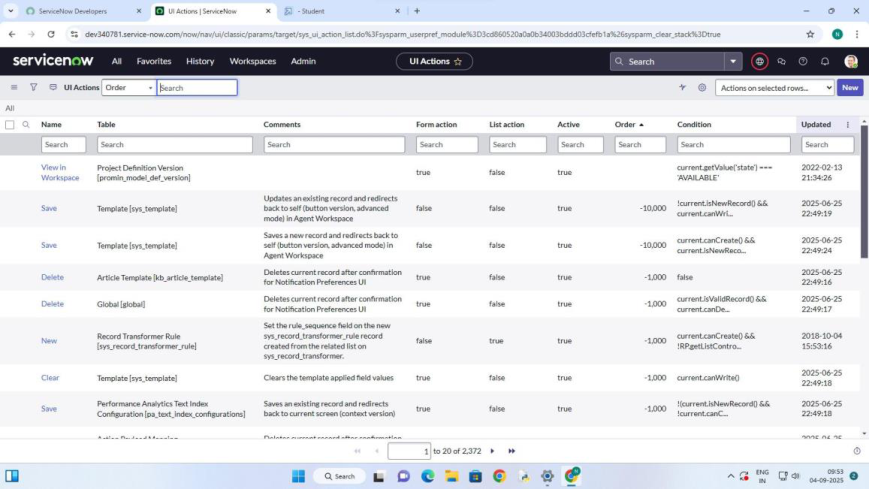 ServiceNow Developers
UI Actions | ServiceNow
- Student
dev340781.service-now.com/now/nav/ui/classic/params/target/sys_ui_action_list.do%3Fsysparm_userpref_module%3D3cd860520a0a0b34003bddd03cfefb1a%26sysparm_clear_stack%3Dtrue
N
servicenow
All Favorites History Workspaces Admin
UI Actions
Search
UI Actions Order Search
Actions on selected rows... New
All
Name Table Comments Form action List action Active Order Condition Updated
Search Search Search Search Search Search Search Search Search
View in Workspace Project Definition Version [promin_model_def_version] true false true current.getValue('state') === 'AVAILABLE' 2022-02-13 21:34:26
Save Template [sys_template] Updates an existing record and redirects back to self (button version, advanced mode) in Agent Workspace false false true -10,000 !current.isNewRecord() && current.canWri... 2025-06-25 22:49:19
Save Template [sys_template] Saves a new record and redirects back to self (button version, advanced mode) in Agent Workspace false false true -10,000 current.canCreate() && current.isNewReco... 2025-06-25 22:49:24
Delete Article Template [kb_article_template] Deletes current record after confirmation for Notification Preferences UI true false true -1,000 false 2025-06-25 22:49:16
Delete Global [global] Deletes current record after confirmation for Notification Preferences UI true false true -1,000 current.isValidRecord() && current.canDe... 2025-06-25 22:49:17
New Record Transformer Rule [sys_record_transformer_rule] Set the rule_sequence field on the new sys_record_transformer_rule record created from the related list on sys_record_transformer. false true true -1,000 current.canCreate() && !RP.getListContro... 2018-10-04 15:53:16
Clear Template [sys_template] Clears the template applied field values true false true -1,000 current.canWrite() 2025-06-25 22:49:18
Save Performance Analytics Text Index Configuration [pa_text_index_configurations] Saves an existing record and redirects back to current screen (context version) true false true -1,000 !(current.isNewRecord() && !current.canC... 2025-06-25 22:49:18
1 to 20 of 2,372
Search
ENG
IN
09:53
04-09-2025